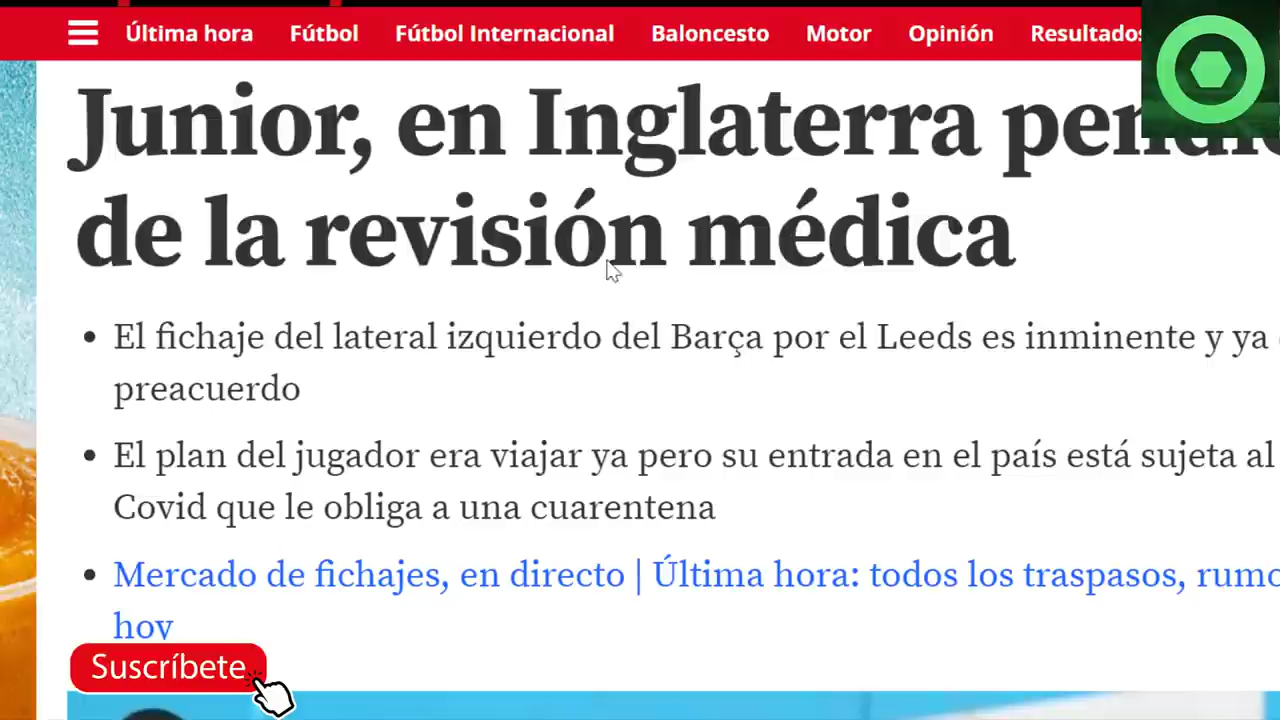 Última hora Fútbol Fútbol Internacional Baloncesto Motor Opinión Resultados
Junior, en Inglaterra
de la revisión médica
• El fichaje del lateral izquierdo del Barça por el Leeds es inminente y ya
preacuerdo
• El plan del jugador era viajar ya pero su entrada en el país está sujeta al
Covid que le obliga a una cuarentena
• Mercado de fichajes, en directo | Última hora: todos los traspasos,
hoy
Suscríbete